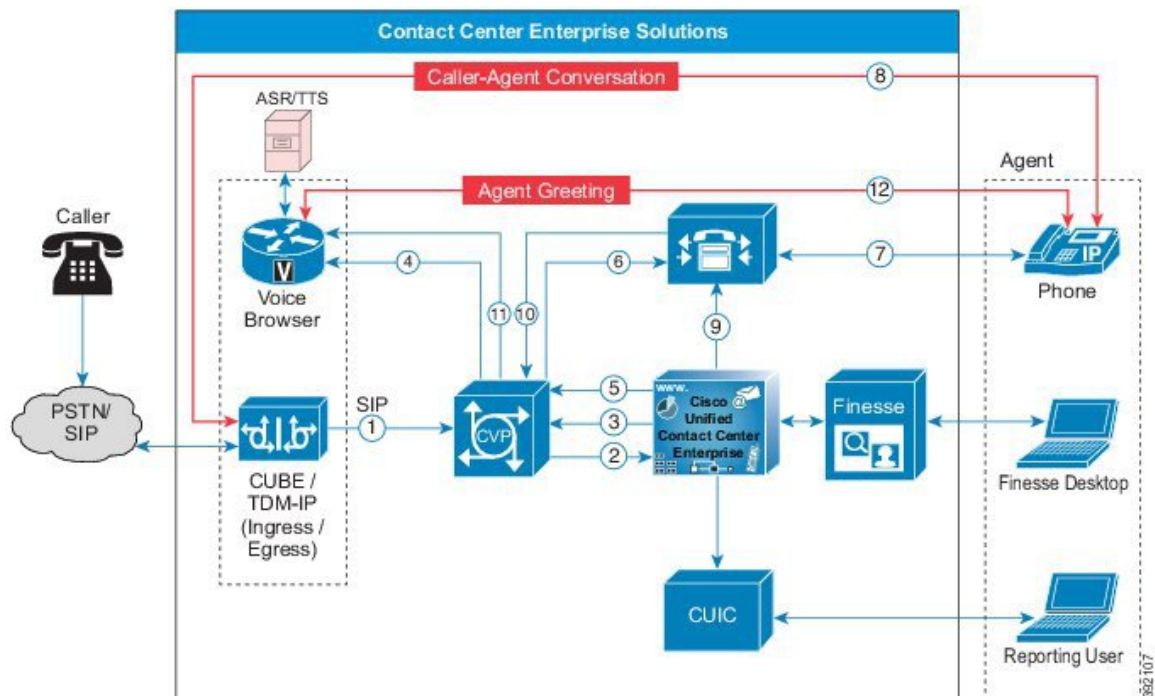 Contact Center Enterprise Solutions
Caller-Agent Conversation
8
ASR/TTS
Agent Greeting
12
Agent
Caller
4
6
7
IP
Phone
V
Voice
Browser
11
10
9
PSTN/
SIP
SIP
1
CVP
5
3
2
www.
@
Cisco
Unified
Contact Center
Enterprise
Finesse
Finesse Desktop
CUBE /
TDM-IP
(Ingress /
Egress)
CUIC
Reporting User